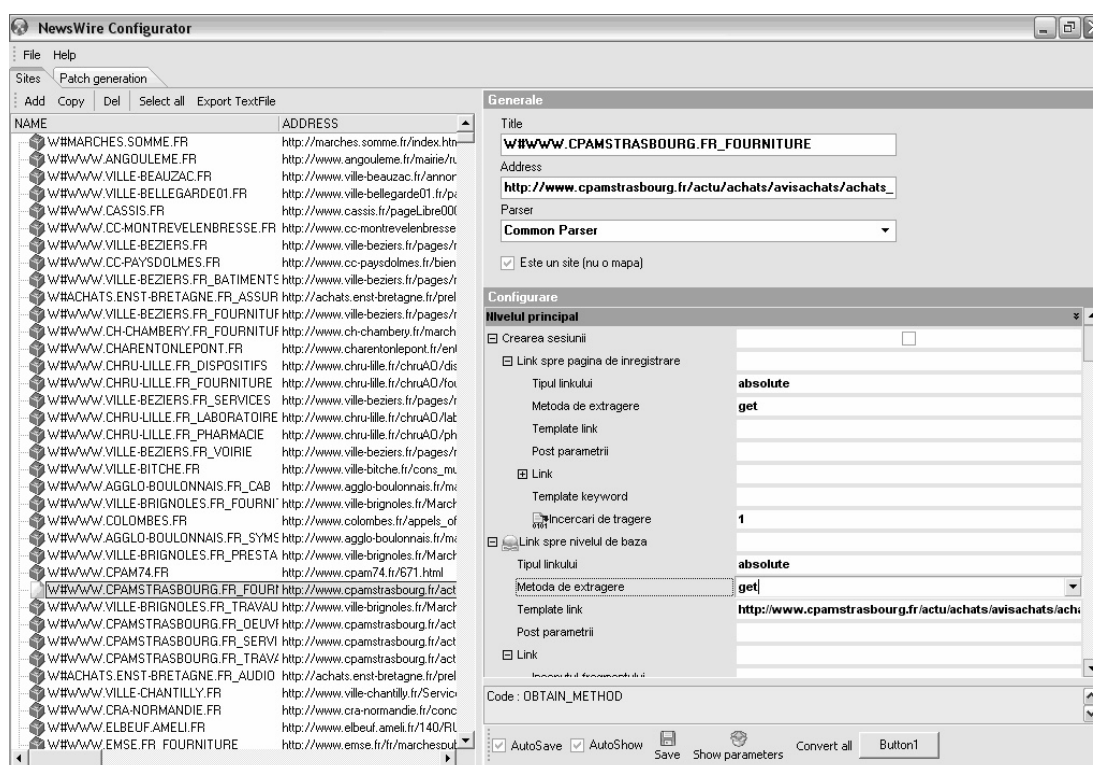 NewsWire Configurator
File Help
Sites Patch generation
Add Copy Del Select all Export TextFile
NAME ADDRESS
W#MARCHES.SOMME.FR http://marches.somme.fr/index.htm
W#WWW.ANGOULEME.FR http://www.angouleme.fr/mairie/ru
W#WWW.VILLE-BEAUZAC.FR http://www.ville-beauzac.fr/annor
W#WWW.VILLE-BELLEGARDE01.FR http://www.ville-bellegarde01.fr/pa
W#WWW.CASSIS.FR http://www.cassis.fr/pageLibre000
W#WWW.CC-MONTREVELENBRESSE.FR http://www.cc-montrevelenbresse
W#WWW.VILLE-BEZIERS.FR http://www.ville-beziers.fr/pages/r
W#WWW.CC-PAYSDOLMES.FR http://www.cc-paysdolmes.fr/bien
W#WWW.VILLE-BEZIERS.FR_BATIMENTS http://www.ville-beziers.fr/pages/r
W#ACHATS.ENST-BRETAGNE.FR_ASSUR http://achats.enst-bretagne.fr/prel
W#WWW.VILLE-BEZIERS.FR_FOURNITUF http://www.ville-beziers.fr/pages/r
W#WWW.CH-CHAMBERY.FR_FOURNITUF http://www.ch-chambery.fr/march
W#WWW.CHARENTONLEPONT.FR http://www.charentonlepont.fr/en
W#WWW.CHRU-LILLE.FR_DISPOSITIFS http://www.chru-lille.fr/chruAO/dis
W#WWW.CHRU-LILLE.FR_FOURNITURE http://www.chru-lille.fr/chruAO/fou
W#WWW.VILLE-BEZIERS.FR_SERVICES http://www.ville-beziers.fr/pages/r
W#WWW.CHRU-LILLE.FR_LABORATOIRE http://www.chru-lille.fr/chruAO/lab
W#WWW.CHRU-LILLE.FR_PHARMACIE http://www.chru-lille.fr/chruAO/ph
W#WWW.VILLE-BEZIERS.FR_VOIRIE http://www.ville-beziers.fr/pages/r
W#WWW.VILLE-BITCHE.FR http://www.ville-bitche.fr/cons_mu
W#WWW.AGGLO-BOULONNAIS.FR_CAB http://www.agglo-boulonnais.fr/ma
W#WWW.VILLE-BRIGNOLES.FR_FOURNI http://www.ville-brignoles.fr/March
W#WWW.COLOMBES.FR http://www.colombes.fr/appels_of
W#WWW.AGGLO-BOULONNAIS.FR_SYMS http://www.agglo-boulonnais.fr/ma
W#WWW.VILLE-BRIGNOLES.FR_PRESTA http://www.ville-brignoles.fr/March
W#WWW.CPAM74.FR http://www.cpam74.fr/671.html
W#WWW.CPAMSTRASBOURG.FR_FOURI http://www.cpamstrasbourg.fr/act
W#WWW.VILLE-BRIGNOLES.FR_TRAVAU http://www.ville-brignoles.fr/March
W#WWW.CPAMSTRASBOURG.FR_OEUVF http://www.cpamstrasbourg.fr/act
W#WWW.CPAMSTRASBOURG.FR_SERVI http://www.cpamstrasbourg.fr/act
W#WWW.CPAMSTRASBOURG.FR_TRAVA http://www.cpamstrasbourg.fr/act
W#ACHATS.ENST-BRETAGNE.FR_AUDIO http://achats.enst-bretagne.fr/prel
W#WWW.VILLE-CHANTILLY.FR http://www.ville-chantilly.fr/Servic
W#WWW.CRA-NORMANDIE.FR http://www.cra-normandie.fr/conc
W#WWW.ELBEUF.AMELI.FR http://www.elbeuf.ameli.fr/140/RU
W#WWW.EMSE.FR_FOURNITURE http://www.emse.fr/fr/marchespub
Generale
Title
W#WWW.CPAMSTRASBOURG.FR_FOURNITURE
Address
http://www.cpamstrasbourg.fr/actu/achats/avisachats/achats_
Parser
Common Parser
Este un site (nu o mapa)
Configurare
Nivelul principal
Crearea sesiunii
Link spre pagina de inregistrare
Tipul linkului absolute
Metoda de extragere get
Template link
Post parametrii
Link
Template keyword
Incercari de tragere 1
Link spre nivelul de baza
Tipul linkului absolute
Metoda de extragere get
Template link http://www.cpamstrasbourg.fr/actu/achats/avisachats/acha
Post parametrii
Link
Inceputul fragmentului
Code : OBTAIN_METHOD
AutoSave AutoShow Save Show parameters Convert all Button1